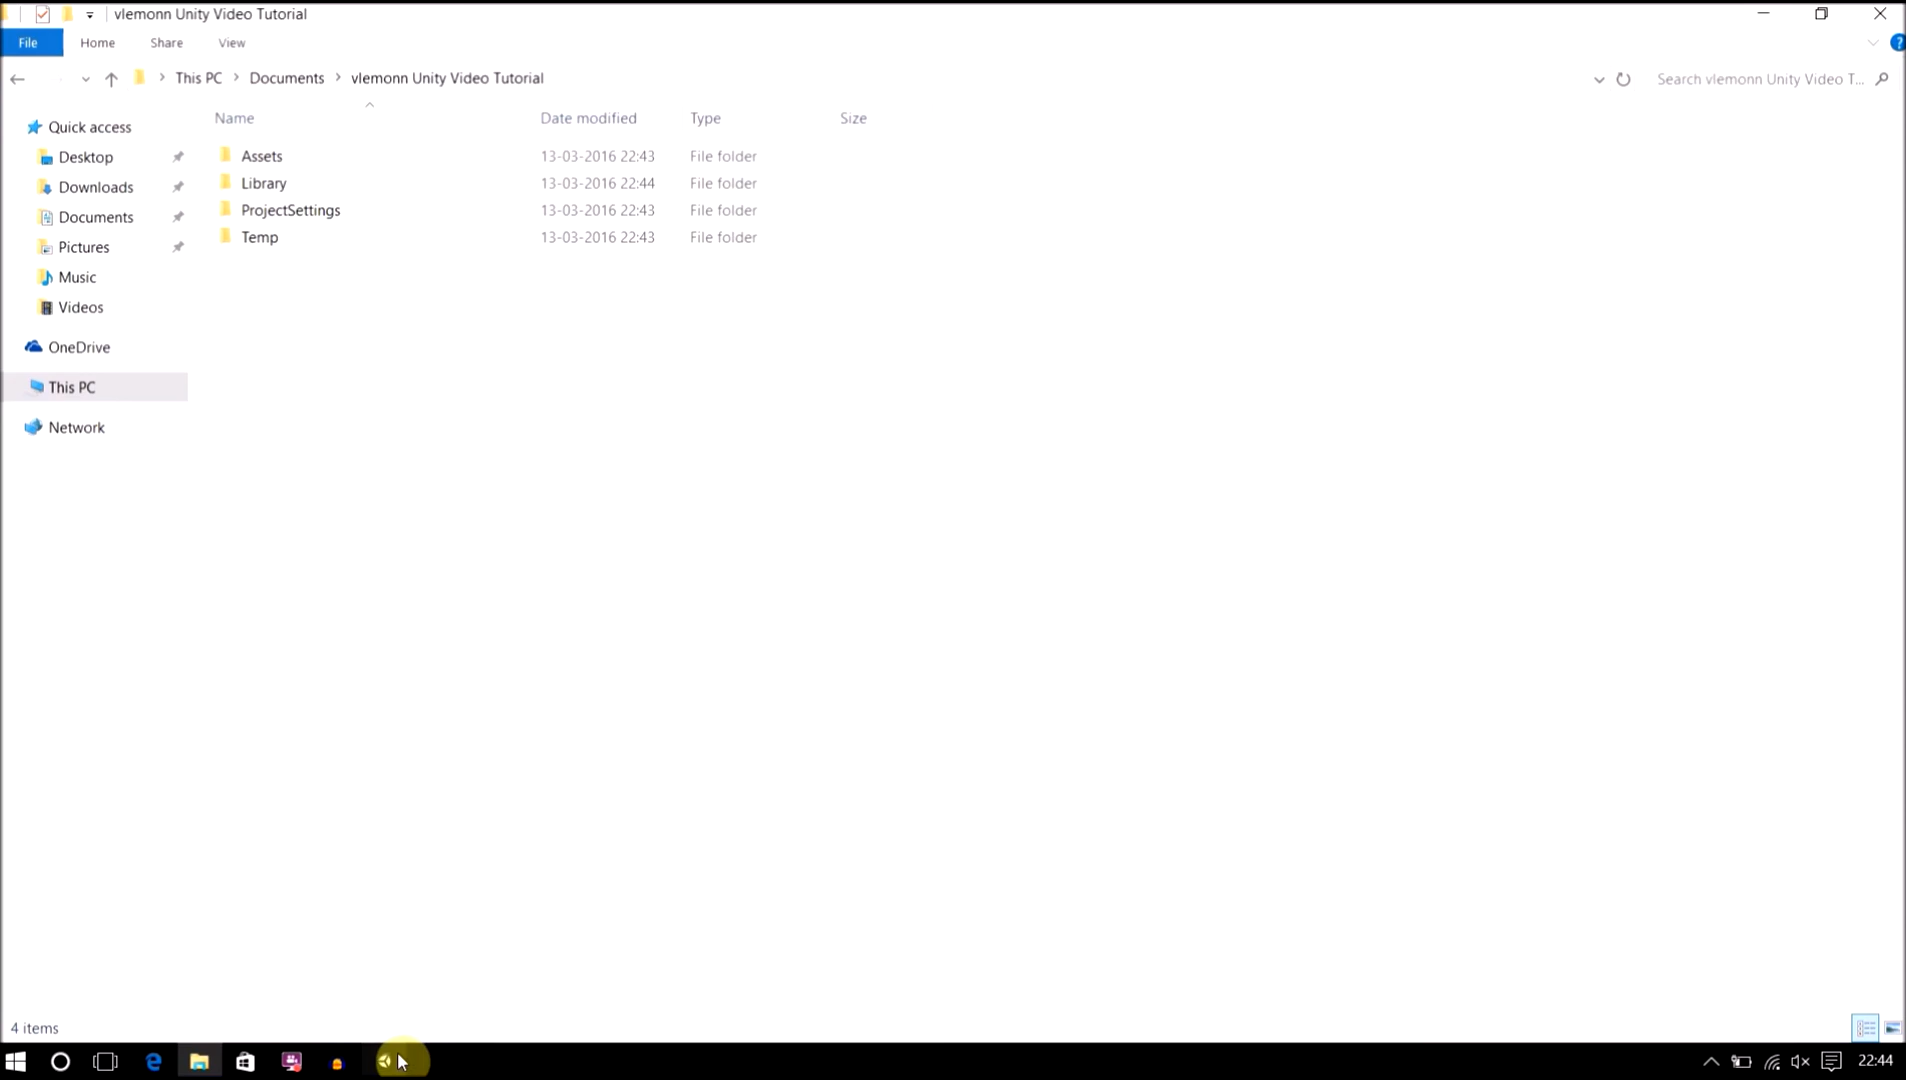 vlemonn Unity Video Tutorial
File Home Share View
This PC Documents vlemonn Unity Video Tutorial
Search vlemonn Unity Video T...
Name Date modified Type Size
Quick access
Desktop
Downloads
Documents
Pictures
Music
Videos
OneDrive
This PC
Network
Assets 13-03-2016 22:43 File folder
Library 13-03-2016 22:44 File folder
ProjectSettings 13-03-2016 22:43 File folder
Temp 13-03-2016 22:43 File folder
4 items
22:44